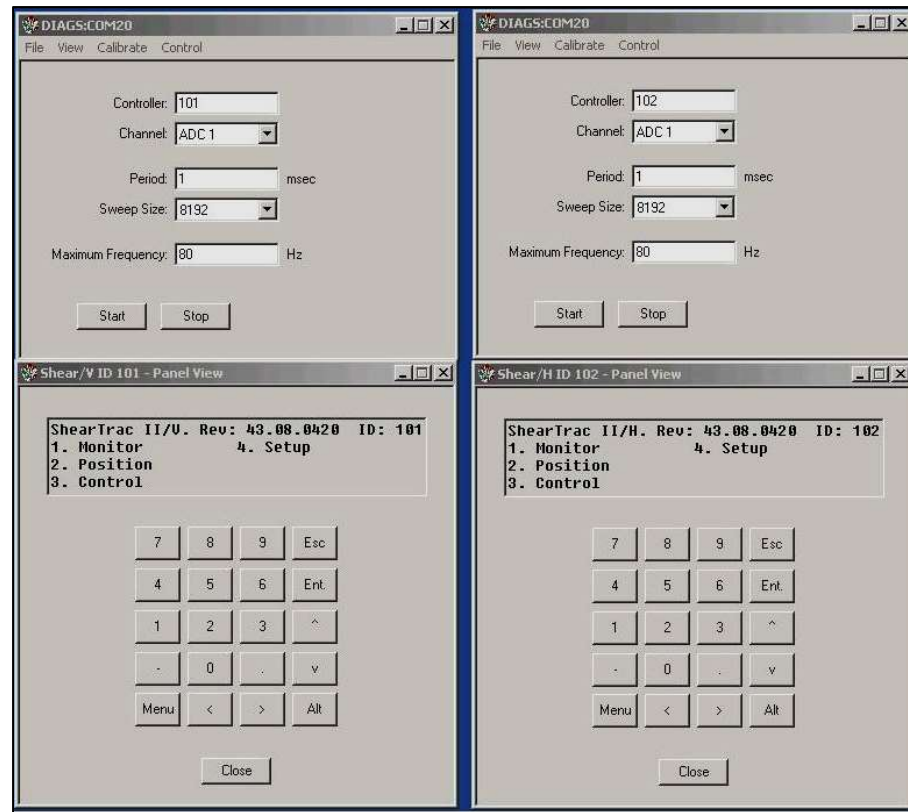 DIAGS:COM20
File View Calibrate Control
Controller: 101
Channel: ADC 1
Period: 1 msec
Sweep Size: 8192
Maximum Frequency: 80 Hz
Start Stop
DIAGS:COM20
File View Calibrate Control
Controller: 102
Channel: ADC 1
Period: 1 msec
Sweep Size: 8192
Maximum Frequency: 80 Hz
Start Stop
Shear/V ID 101 - Panel View
ShearTrac II/V. Rev: 43.08.0420 ID: 101
1. Monitor 4. Setup
2. Position
3. Control
7 8 9 Esc
4 5 6 Ent.
1 2 3 ^
- 0 . v
Menu < > Alt
Close
Shear/H ID 102 - Panel View
ShearTrac II/H. Rev: 43.08.0420 ID: 102
1. Monitor 4. Setup
2. Position
3. Control
7 8 9 Esc
4 5 6 Ent.
1 2 3 ^
- 0 . v
Menu < > Alt
Close